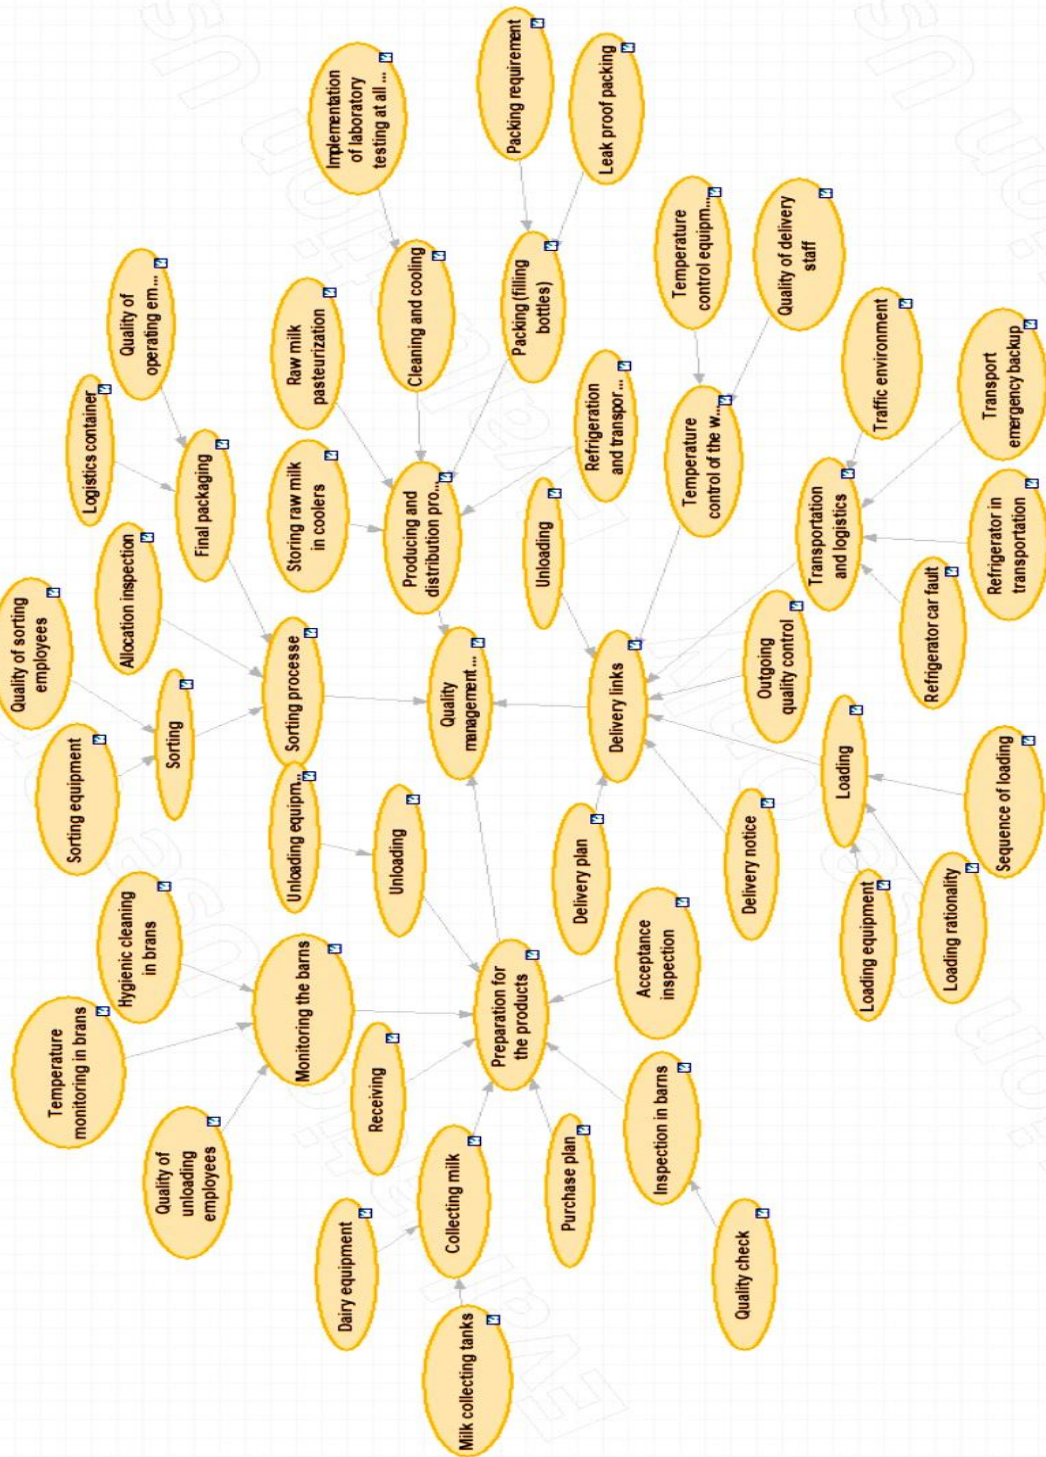 Temperature
monitoring in brans
Sorting equipment
Quality of sorting
employees
Hygienic cleaning
in brans
Allocation inspection
Logistics container
Quality of
operating em...
Quality of
unloading
employees
Sorting
Final packaging
Monitoring the barns
Unloading equipm...
Sorting processe
Storing raw milk
in coolers
Raw milk
pasteurization
Implementation
of laboratory
testing at all ...
Dairy equipment
Receiving
Unloading
Producing and
distribution pro...
Cleaning and cooling
Milk collecting tanks
Collecting milk
Preparation for
the products
Quality
management ...
Packing (filling
bottles)
Packing requirement
Purchase plan
Delivery plan
Unloading
Refrigeration
and transpor ...
Leak proof packing
Inspection in barns
Acceptance
inspection
Delivery links
Temperature
control of the w...
Temperature
control equipm...
Quality check
Delivery notice
Outgoing
quality control
Quality of delivery
staff
Loading
Transportation
and logistics
Traffic environment
Loading equipment
Loading rationality
Sequence of loading
Refrigerator car fault
Refrigerator in
transportation
Transport
emergency backup